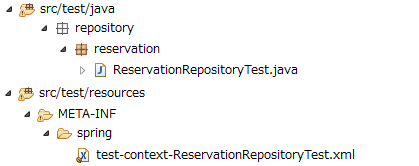 src/test/java
repository
reservation
ReservationRepositoryTest.java
src/test/resources
META-INF
spring
test-context-ReservationRepositoryTest.xml